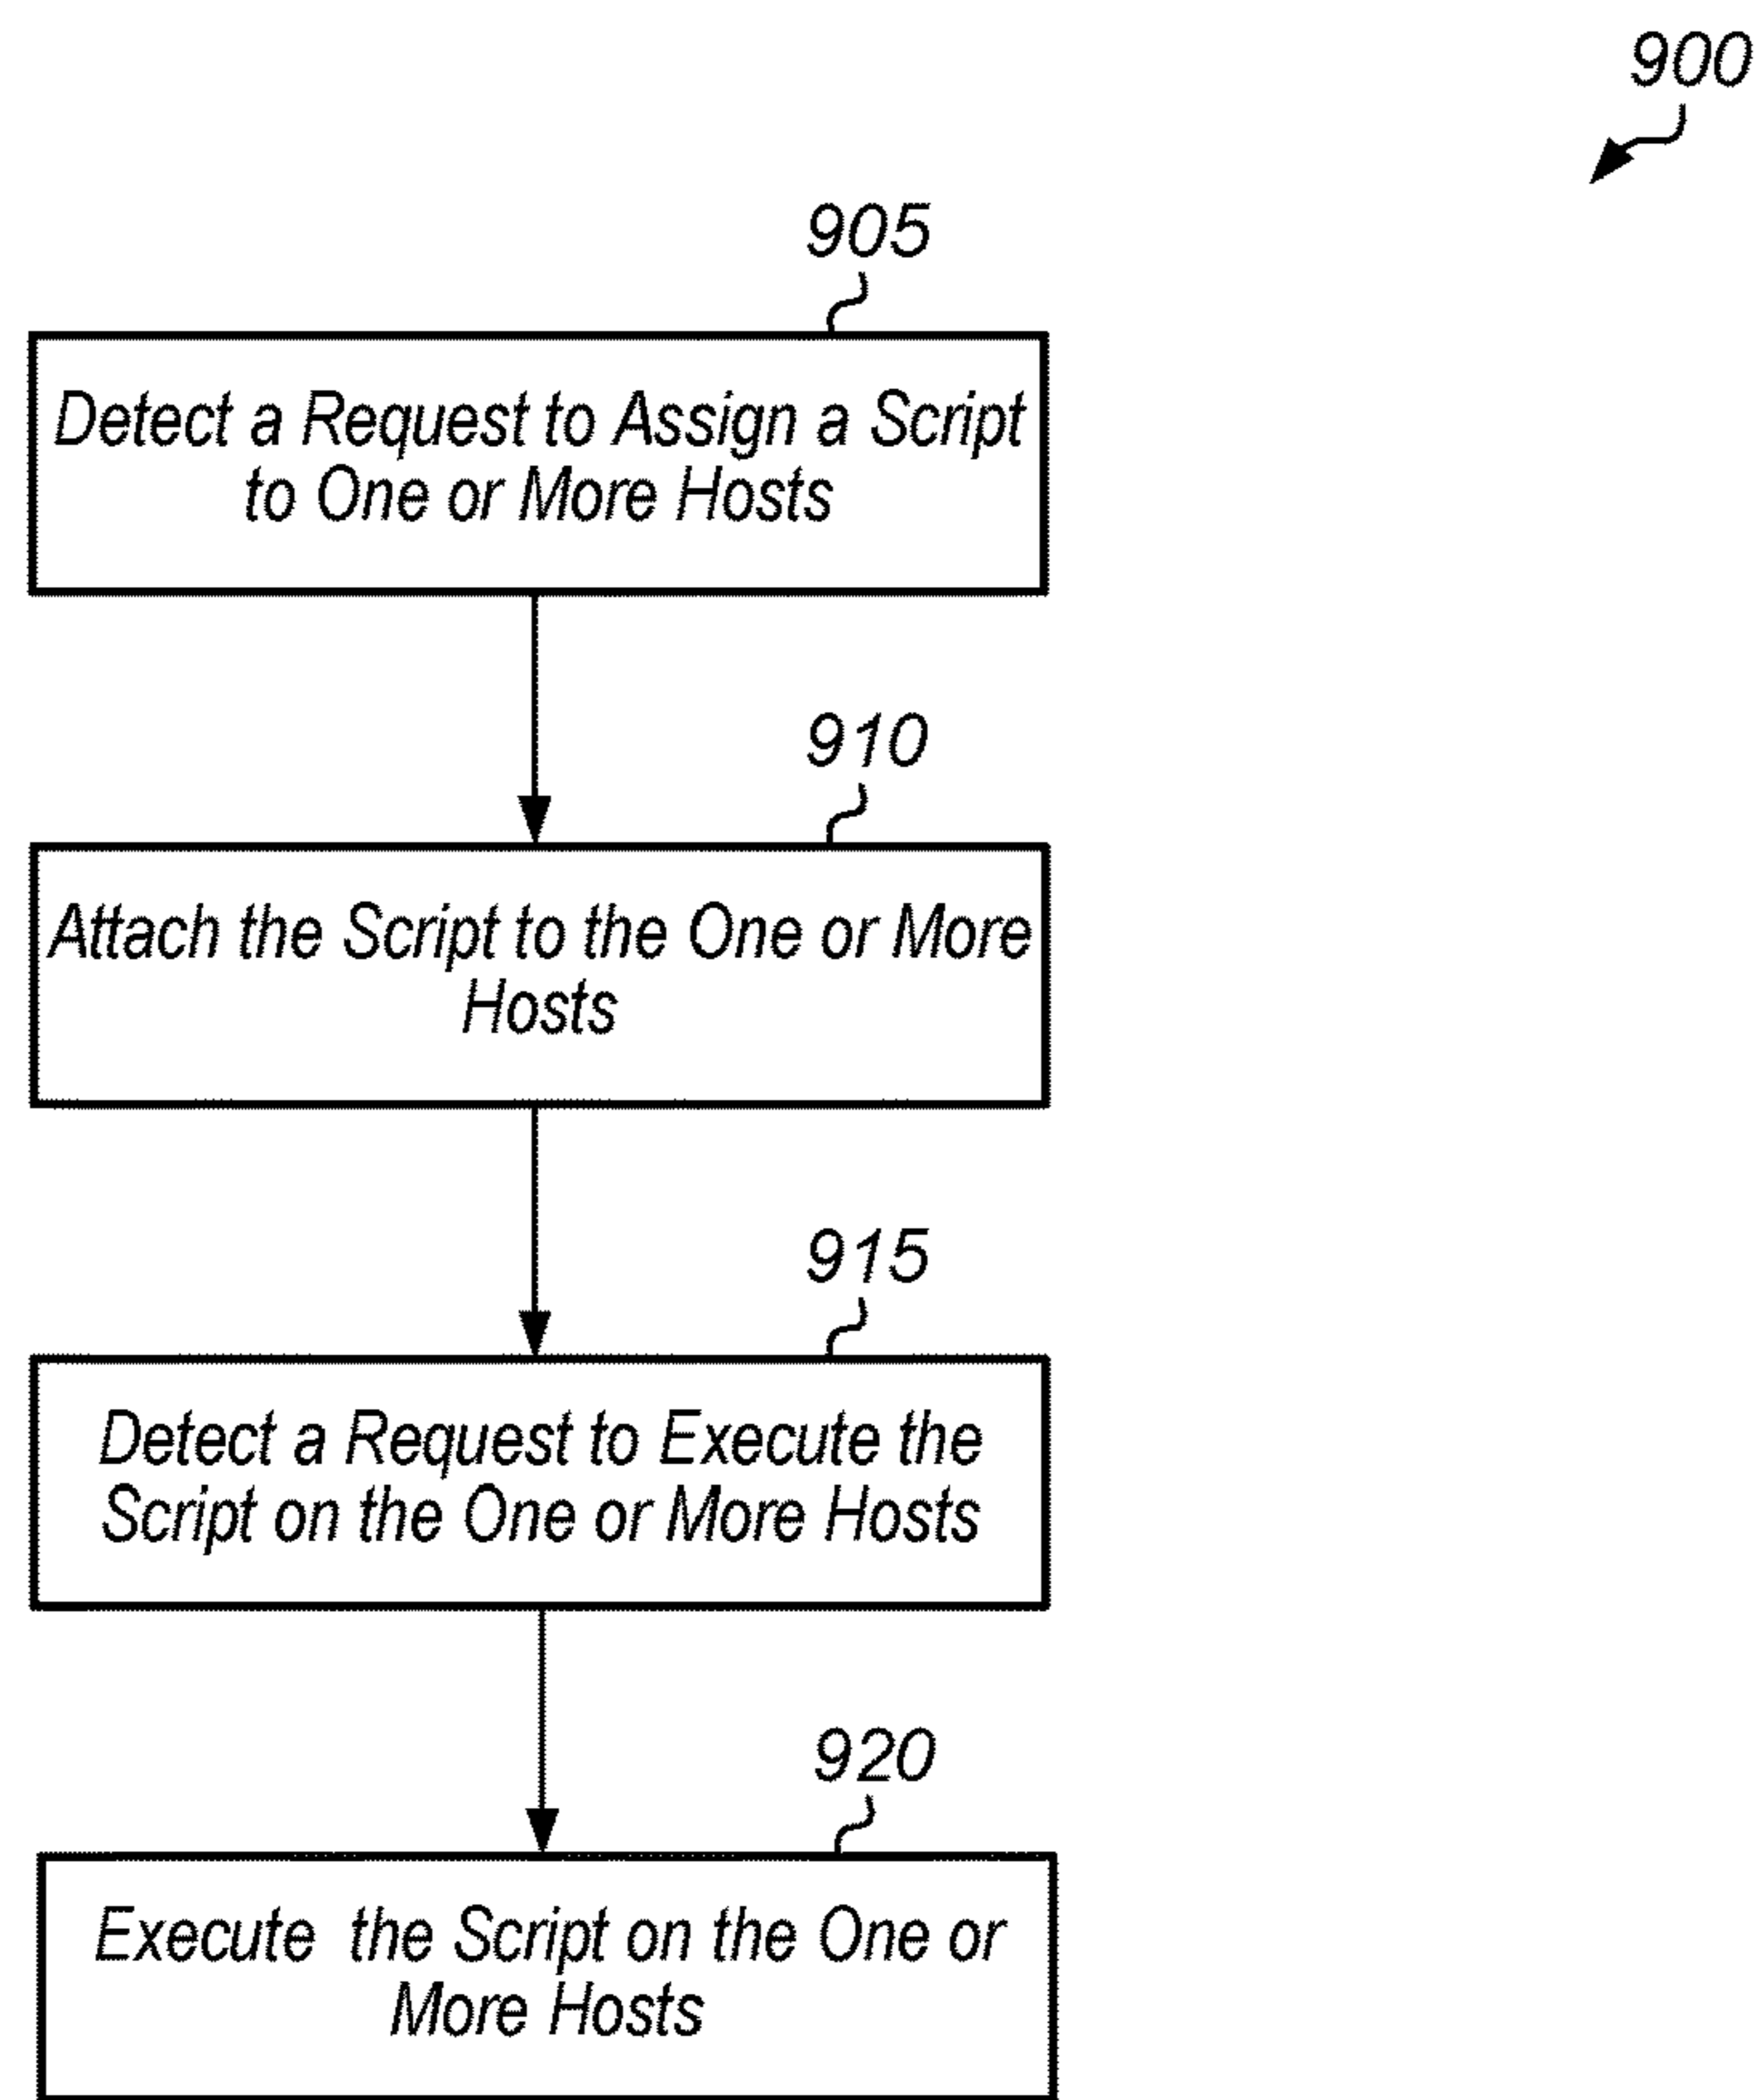 900
905
Detect a Request to Assign a Script
to One or More Hosts
910
Attach the Script to the One or More
Hosts
915
Detect a Request to Execute the
Script on the One or More Hosts
920
Execute the Script on the One or
More Hosts